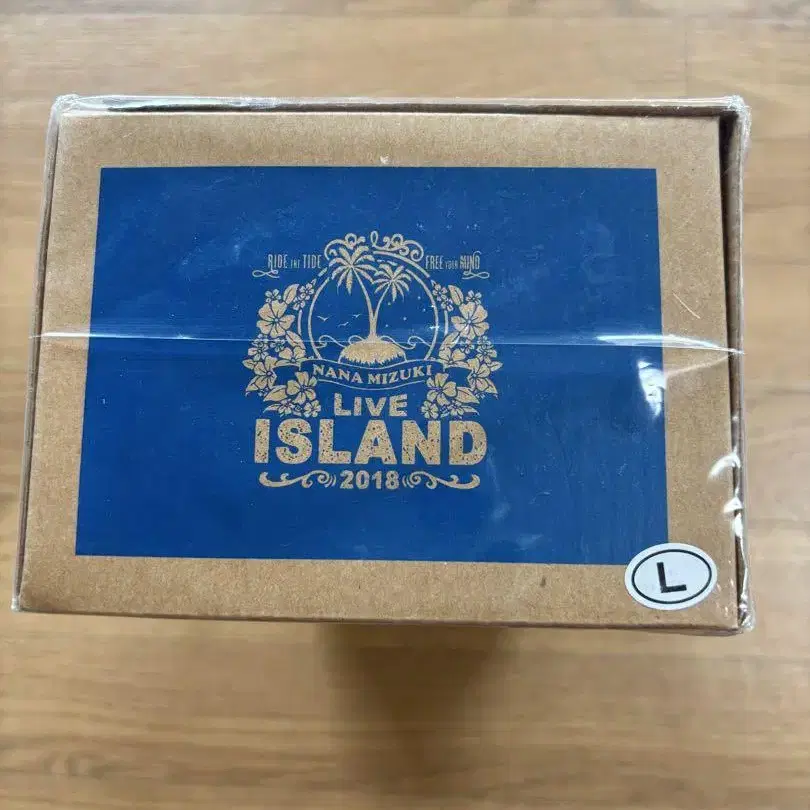 RIDE THE TIDE FREE YOUR MIND
NANA MIZUKI
LIVE
ISLAND
2018
L